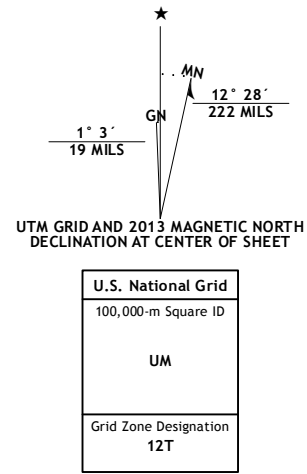 ★
MN
GN
12° 28´
222 MILS
1° 3´
19 MILS
UTM GRID AND 2013 MAGNETIC NORTH
DECLINATION AT CENTER OF SHEET
U.S. National Grid
100,000-m Square ID
UM
Grid Zone Designation
12T